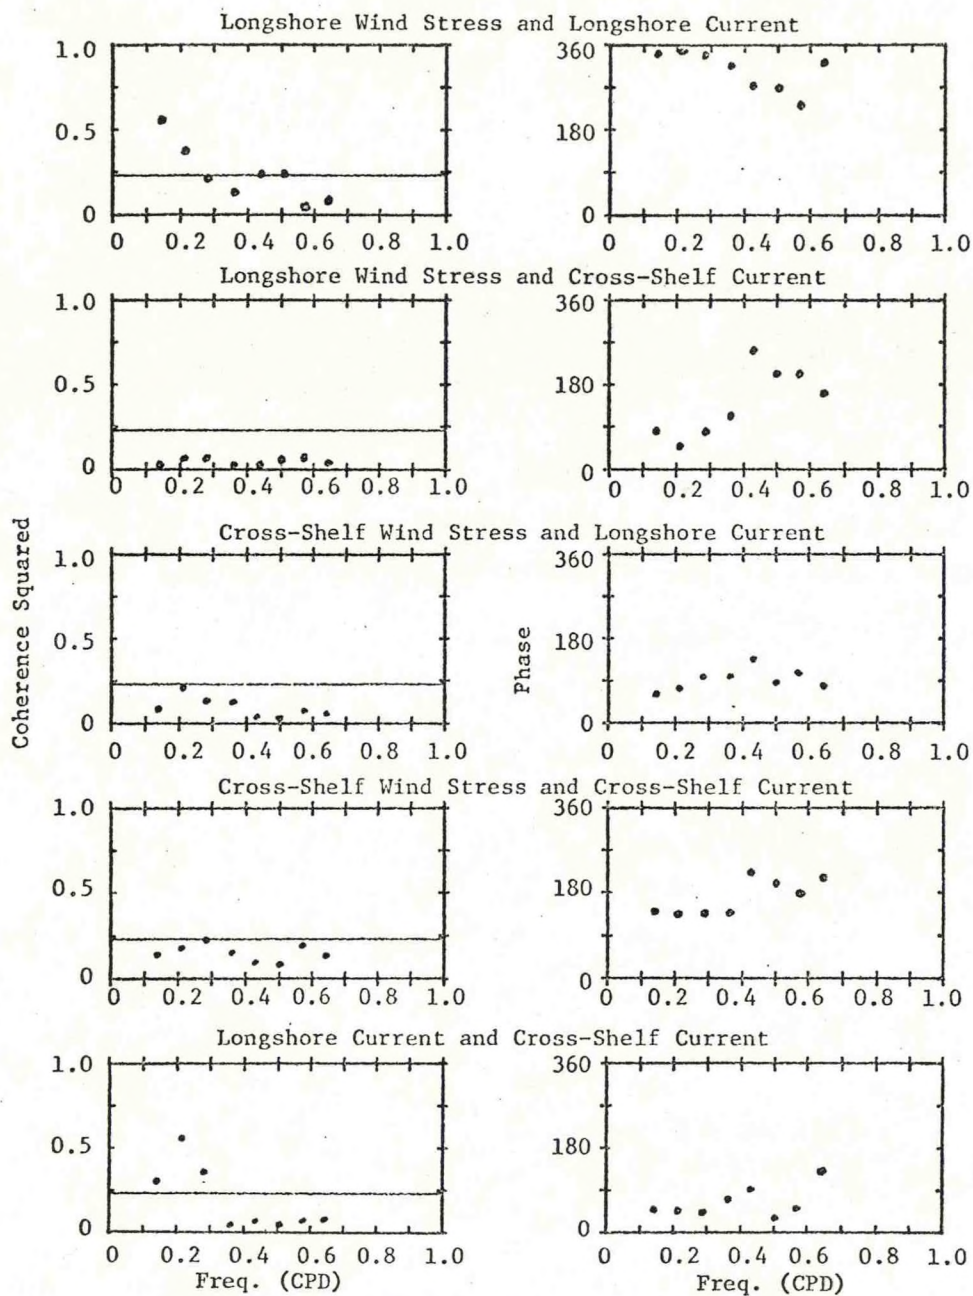 Longshore Wind Stress and Longshore Current
1.0
0.5
0
0 0.2 0.4 0.6 0.8 1.0
360
180
0
0 0.2 0.4 0.6 0.8 1.0
Longshore Wind Stress and Cross-Shelf Current
1.0
0.5
0
0 0.2 0.4 0.6 0.8 1.0
360
180
0
0 0.2 0.4 0.6 0.8 1.0
Cross-Shelf Wind Stress and Longshore Current
Coherence Squared
1.0
0.5
0
0 0.2 0.4 0.6 0.8 1.0
Phase
360
180
0
0 0.2 0.4 0.6 0.8 1.0
Cross-Shelf Wind Stress and Cross-Shelf Current
1.0
0.5
0
0 0.2 0.4 0.6 0.8 1.0
360
180
0
0 0.2 0.4 0.6 0.8 1.0
Longshore Current and Cross-Shelf Current
1.0
0.5
0
0 0.2 0.4 0.6 0.8 1.0
Freq. (CPD)
360
180
0
0 0.2 0.4 0.6 0.8 1.0
Freq. (CPD)